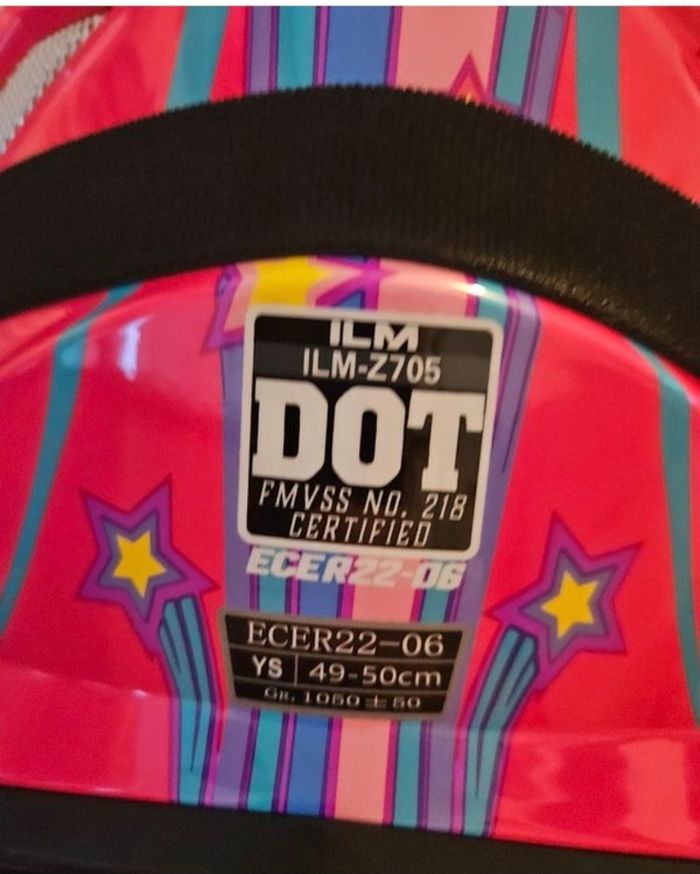 ILM
ILM-Z705
DOT
FMVSS NO. 218
CERTIFIED
ECER22-06
ECER22-06
YS | 49-50cm
GR. 1050 ± 50